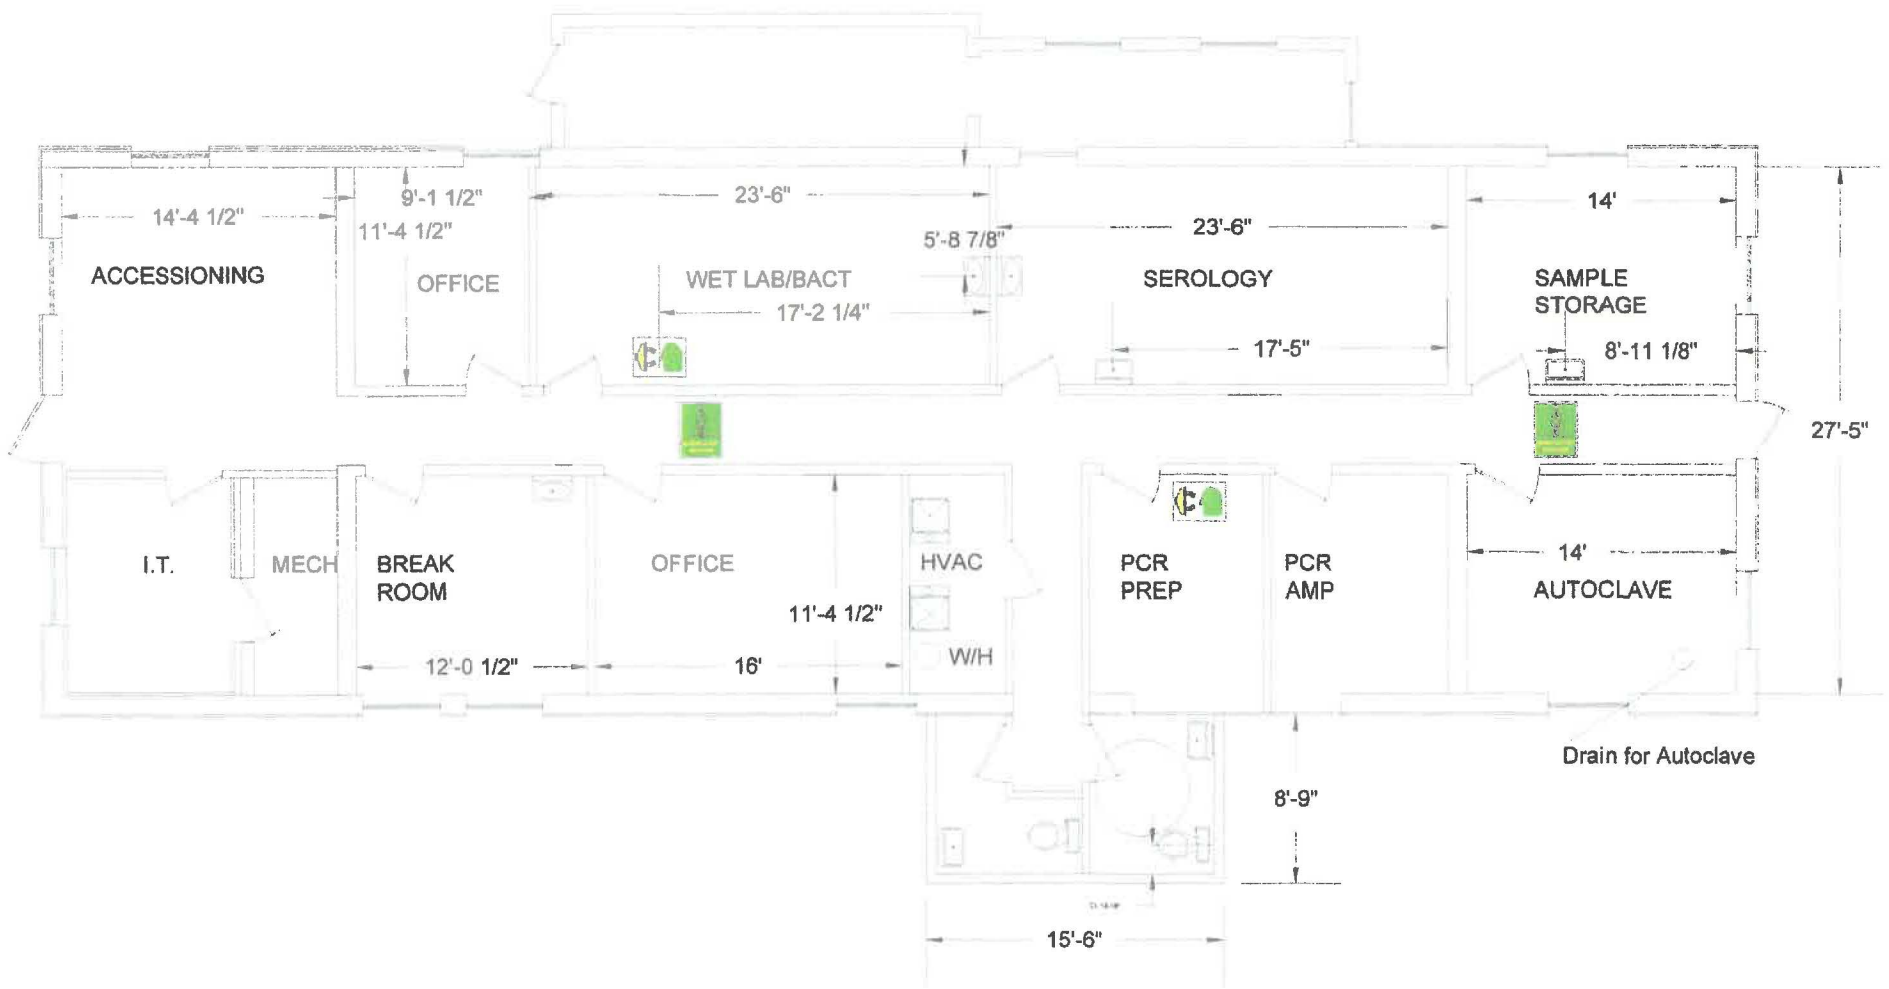 9'-1 1/2"
23'-6"
14'
14'-4 1/2"
11'-4 1/2"
5'-8 7/8"
23'-6"
ACCESSIONING
OFFICE
WET LAB/BACT
SEROLOGY
SAMPLE
STORAGE
17'-2 1/4"
17'-5"
8'-11 1/8"
27'-5"
I.T.
MECH
BREAK
ROOM
OFFICE
HVAC
PCR
PREP
PCR
AMP
14'
AUTOCLAVE
11'-4 1/2"
12'-0 1/2"
16'
W/H
Drain for Autoclave
8'-9"
15'-6"